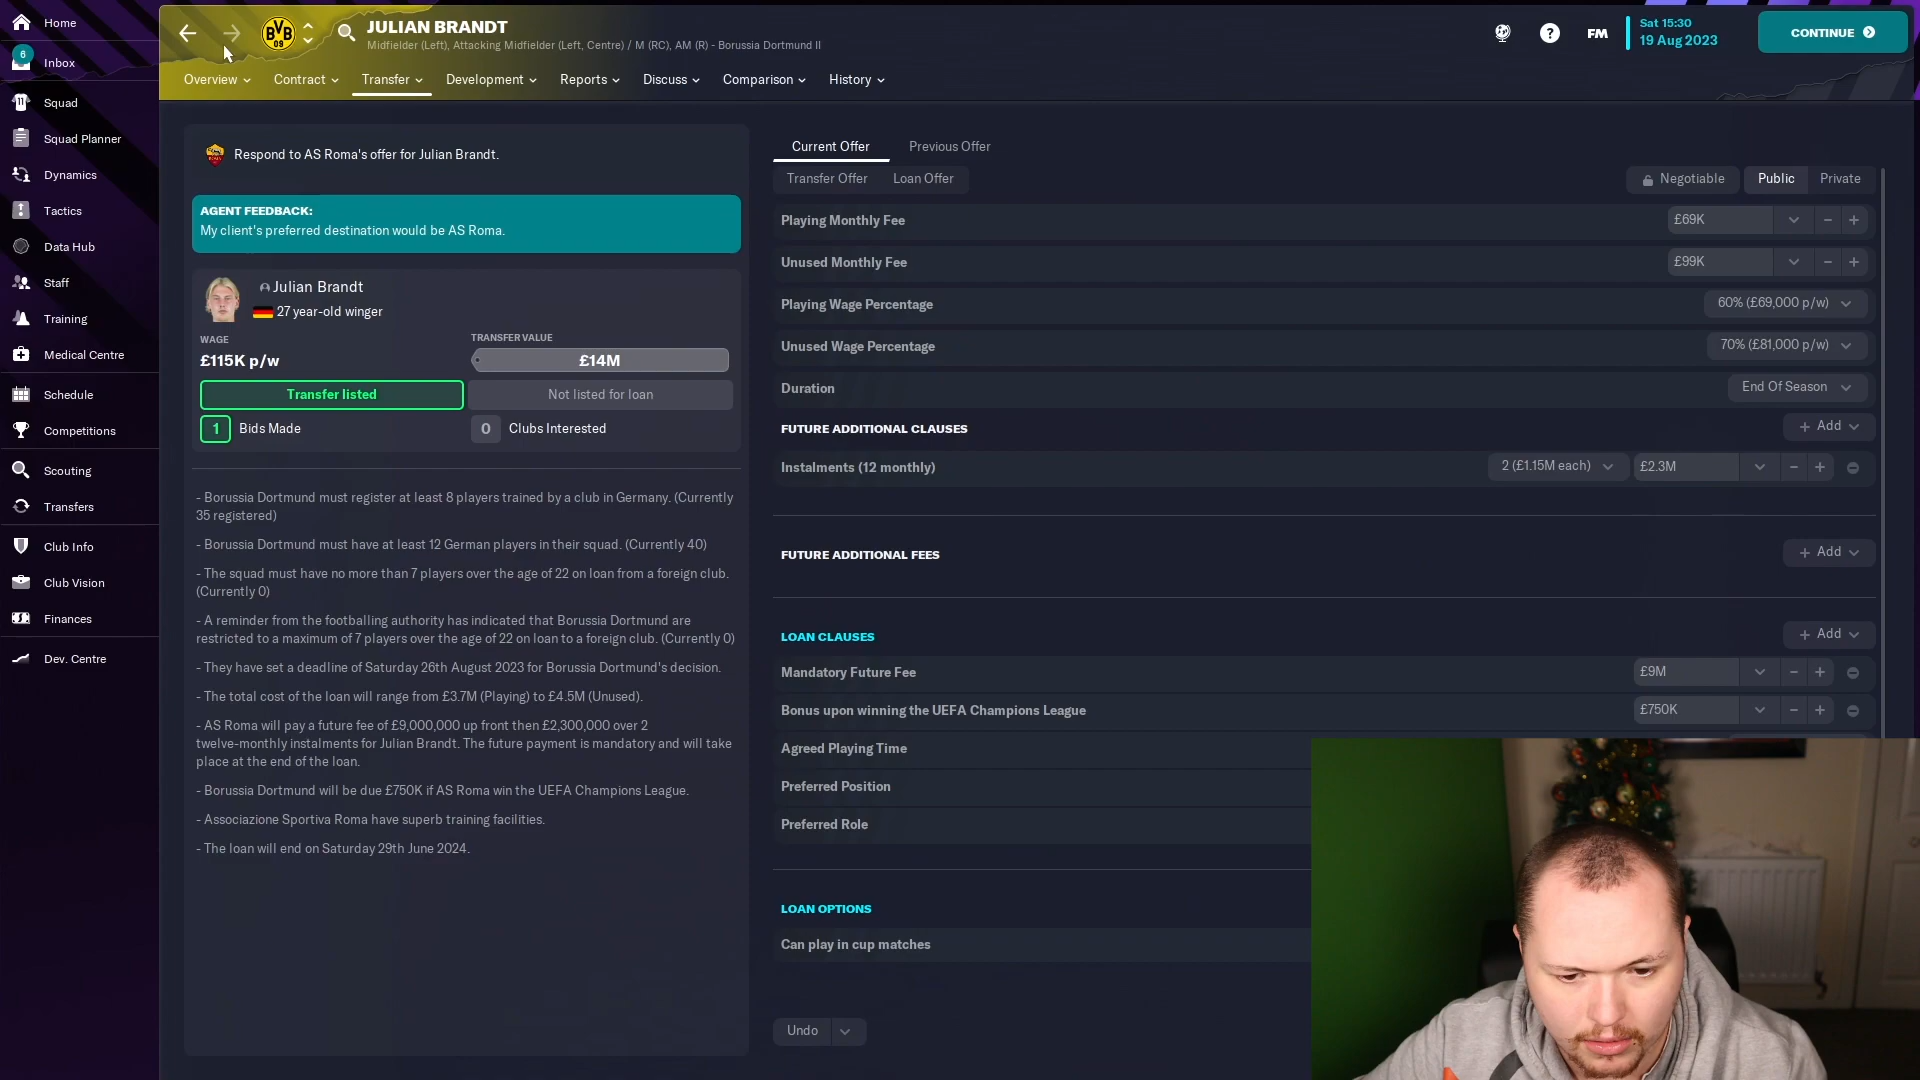 Home
6
Inbox
Squad
Squad Planner
Dynamics
Tactics
Data Hub
Staff
Training
Medical Centre
Schedule
Competitions
Scouting
Transfers
Club Info
Club Vision
Finances
Dev. Centre
BVB
09
JULIAN BRANDT
Midfielder (Left), Attacking Midfielder (Left, Centre) / M (RC), AM (R) - Borussia Dortmund II
?
FM
Sat 15:30
19 Aug 2023
CONTINUE
Overview
Contract
Transfer
Development
Reports
Discuss
Comparison
History
Respond to AS Roma's offer for Julian Brandt.
AGENT FEEDBACK:
My client's preferred destination would be AS Roma.
Julian Brandt
27 year-old winger
WAGE
£115K p/w
TRANSFER VALUE
£14M
Transfer listed
Not listed for loan
1 Bids Made
0 Clubs Interested
- Borussia Dortmund must register at least 8 players trained by a club in Germany. (Currently
35 registered)
- Borussia Dortmund must have at least 12 German players in their squad. (Currently 40)
- The squad must have no more than 7 players over the age of 22 on loan from a foreign club.
(Currently 0)
- A reminder from the footballing authority has indicated that Borussia Dortmund are
restricted to a maximum of 7 players over the age of 22 on loan to a foreign club. (Currently 0)
- They have set a deadline of Saturday 26th August 2023 for Borussia Dortmund's decision.
- The total cost of the loan will range from £3.7M (Playing) to £4.5M (Unused).
- AS Roma will pay a future fee of £9,000,000 up front then £2,300,000 over 2
twelve-monthly instalments for Julian Brandt. The future payment is mandatory and will take
place at the end of the loan.
- Borussia Dortmund will be due £750K if AS Roma win the UEFA Champions League.
- Associazione Sportiva Roma have superb training facilities.
- The loan will end on Saturday 29th June 2024.
Current Offer
Previous Offer
Transfer Offer
Loan Offer
Negotiable
Public
Private
Playing Monthly Fee
£69K
Unused Monthly Fee
£99K
Playing Wage Percentage
60% (£69,000 p/w)
Unused Wage Percentage
70% (£81,000 p/w)
Duration
End Of Season
FUTURE ADDITIONAL CLAUSES
+ Add
Instalments (12 monthly)
2 (£1.15M each)
£2.3M
FUTURE ADDITIONAL FEES
+ Add
LOAN CLAUSES
+ Add
Mandatory Future Fee
£9M
Bonus upon winning the UEFA Champions League
£750K
Agreed Playing Time
Preferred Position
Preferred Role
LOAN OPTIONS
Can play in cup matches
Undo